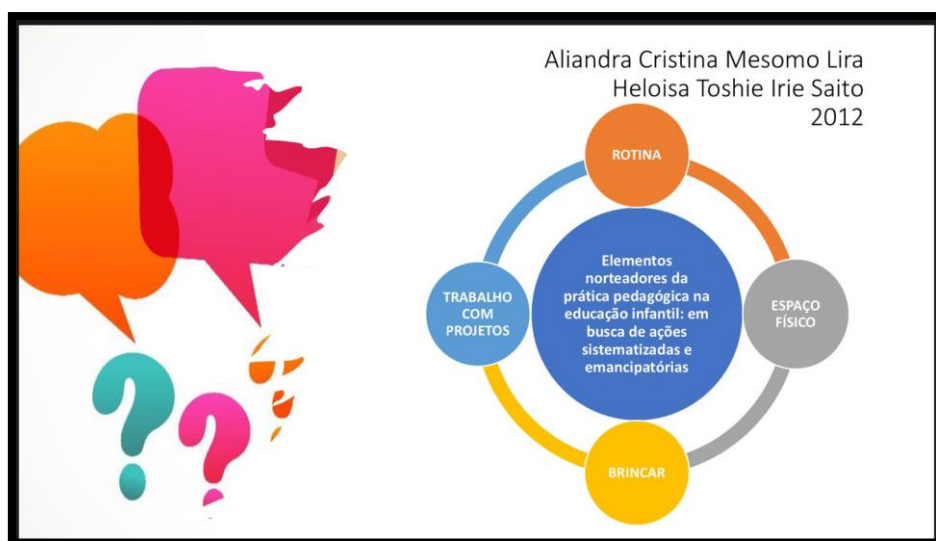 Aliandra Cristina Mesomo Lira
Heloisa Toshie Irie Saito
2012
ROTINA
Elementos
norteadores da
prática pedagógica na
educação infantil: em
busca de ações
sistematizadas e
emancipatórias
TRABALHO
COM
PROJETOS
ESPAÇO
FÍSICO
BRINCAR